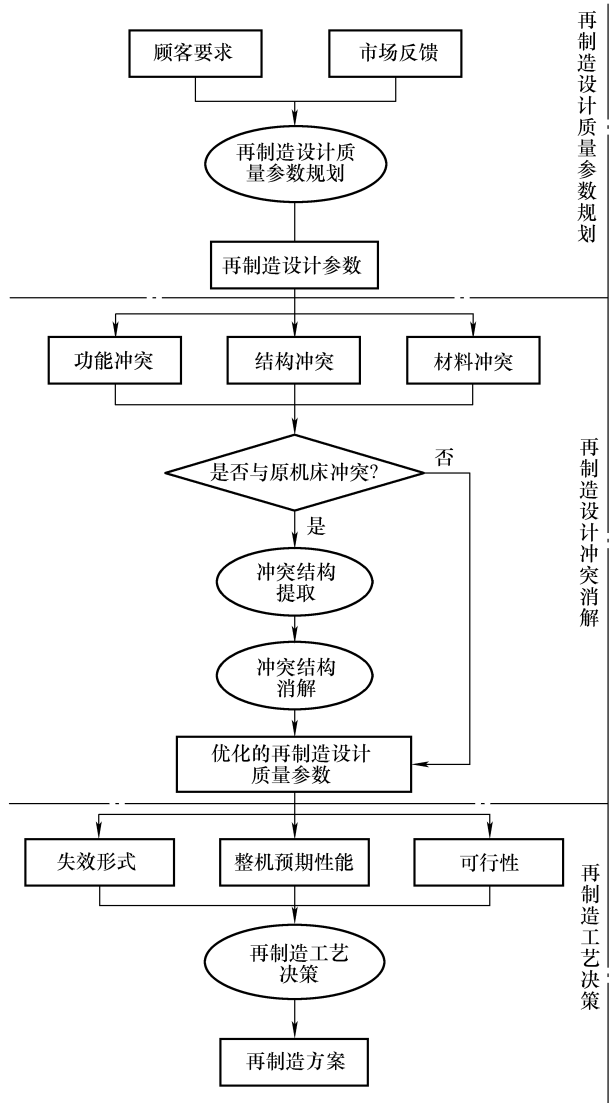 顾客要求
市场反馈
再制造设计质
量参数规划
再制造设计参数
再制造设计质量参数规划
功能冲突
结构冲突
材料冲突
是否与原机床冲突?
否
是
冲突结构
提取
冲突结构
消解
优化的再制造设计
质量参数
再制造设计冲突消解
失效形式
整机预期性能
可行性
再制造工艺
决策
再制造方案
再制造工艺决策